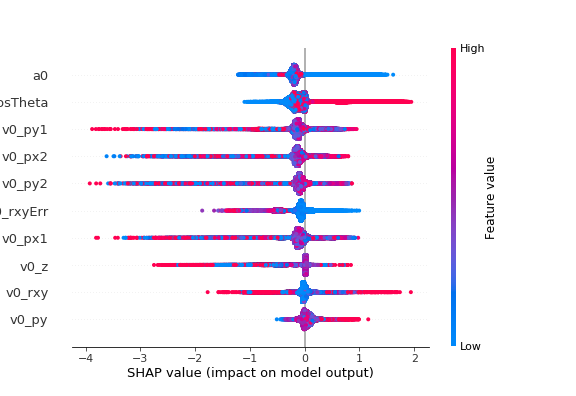 High
a0
osTheta
v0_py1
v0_px2
v0_py2
0_rxyErr
v0_px1
v0_z
v0_rxy
v0_py
Low
Feature value
−4 −3 −2 −1 0 1 2
SHAP value (impact on model output)